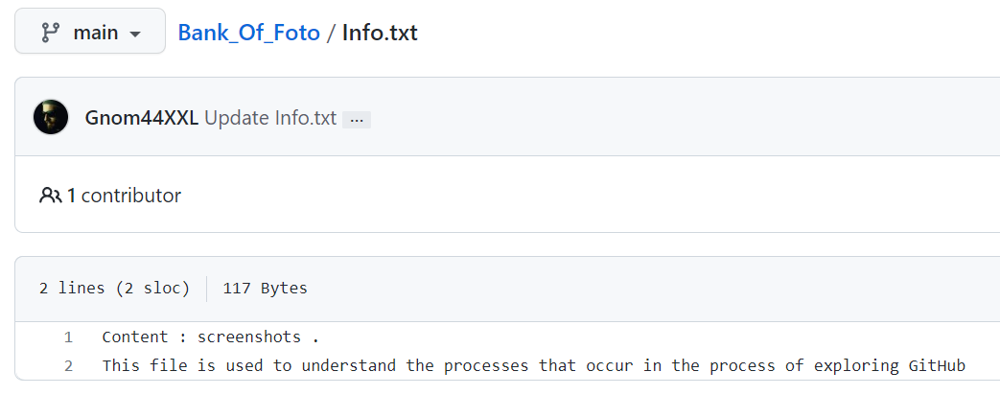 main Bank_Of_Foto / Info.txt
Gnom44XXL Update Info.txt ...
1 contributor
2 lines (2 sloc) 117 Bytes
1 Content : screenshots .
2 This file is used to understand the processes that occur in the process of exploring GitHub